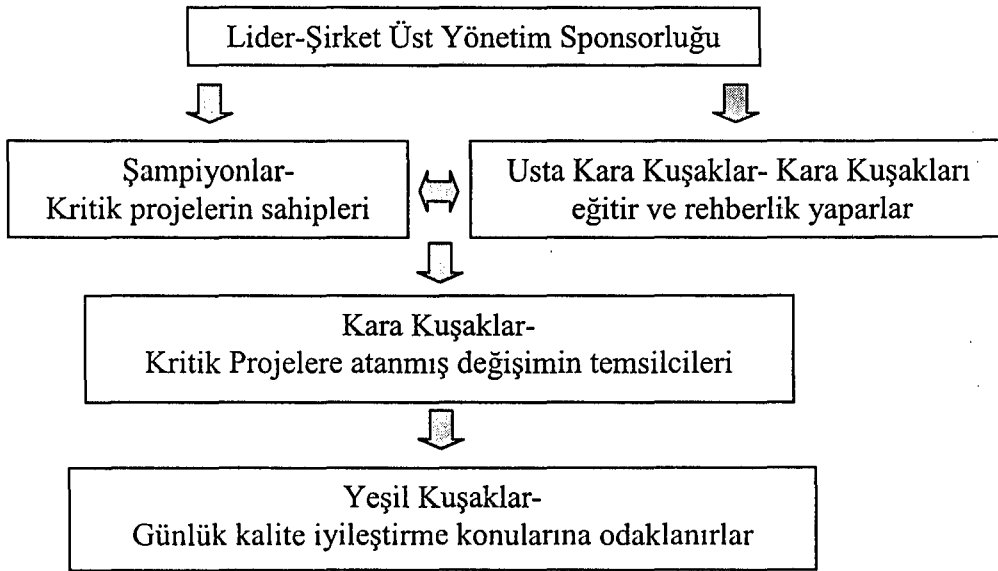 Lider-Şirket Üst Yönetim Sponsorluğu
Şampiyonlar-
Kritik projelerin sahipleri
Usta Kara Kuşaklar- Kara Kuşakları
eğitir ve rehberlik yaparlar
Kara Kuşaklar-
Kritik Projelere atanmış değişimin temsilcileri
Yeşil Kuşaklar-
Günlük kalite iyileştirme konularına odaklanırlar